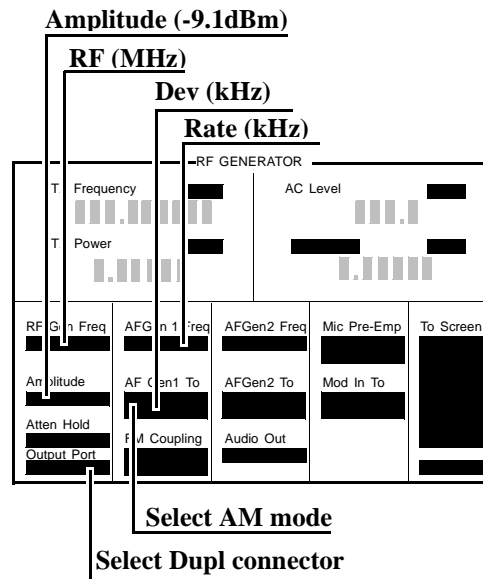 Amplitude (-9.1dBm)
RF (MHz)
Dev (kHz)
Rate (kHz)
RF GENERATOR
T Frequency
AC Level
T Power
RF Gen Freq
AFGen 1 Freq
AFGen2 Freq
Mic Pre-Emp
To Screen
Amplitude
AF Gen1 To
AFGen2 To
Mod In To
Atten Hold
FM Coupling
Audio Out
Output Port
Select AM mode
Select Dupl connector